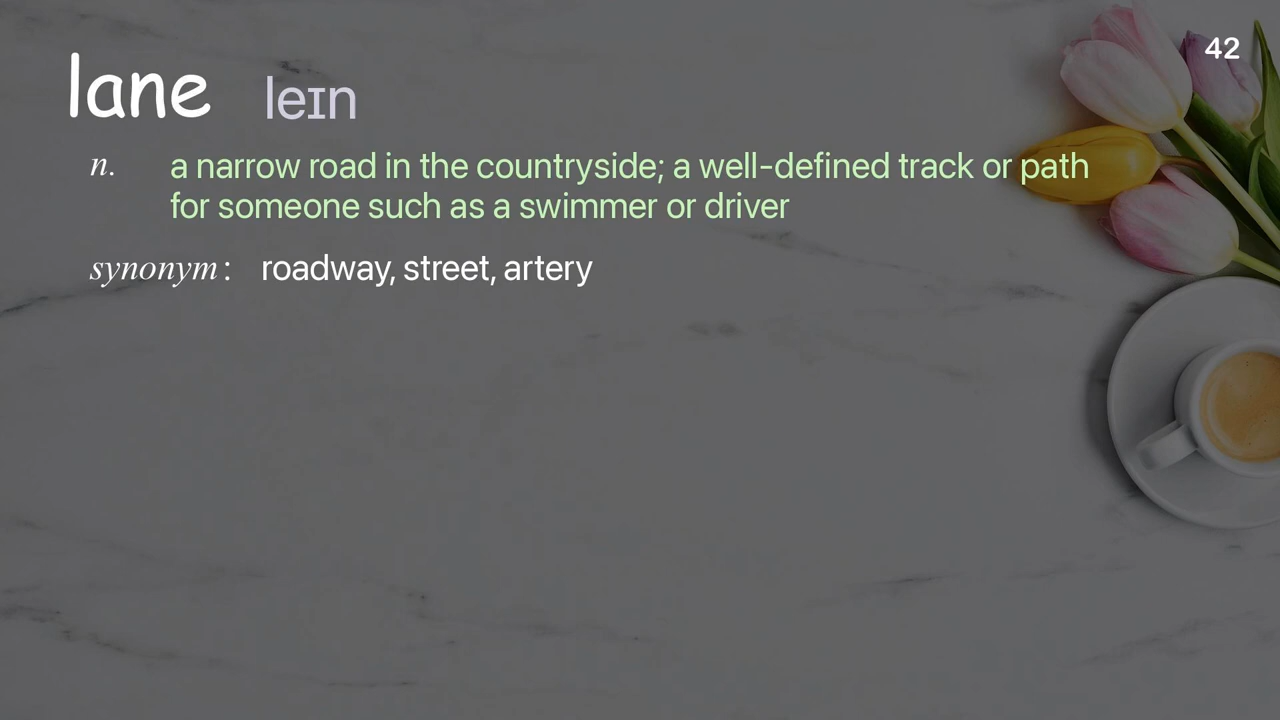 42
lane leɪn
n. a narrow road in the countryside; a well-defined track or path
for someone such as a swimmer or driver
synonym: roadway, street, artery